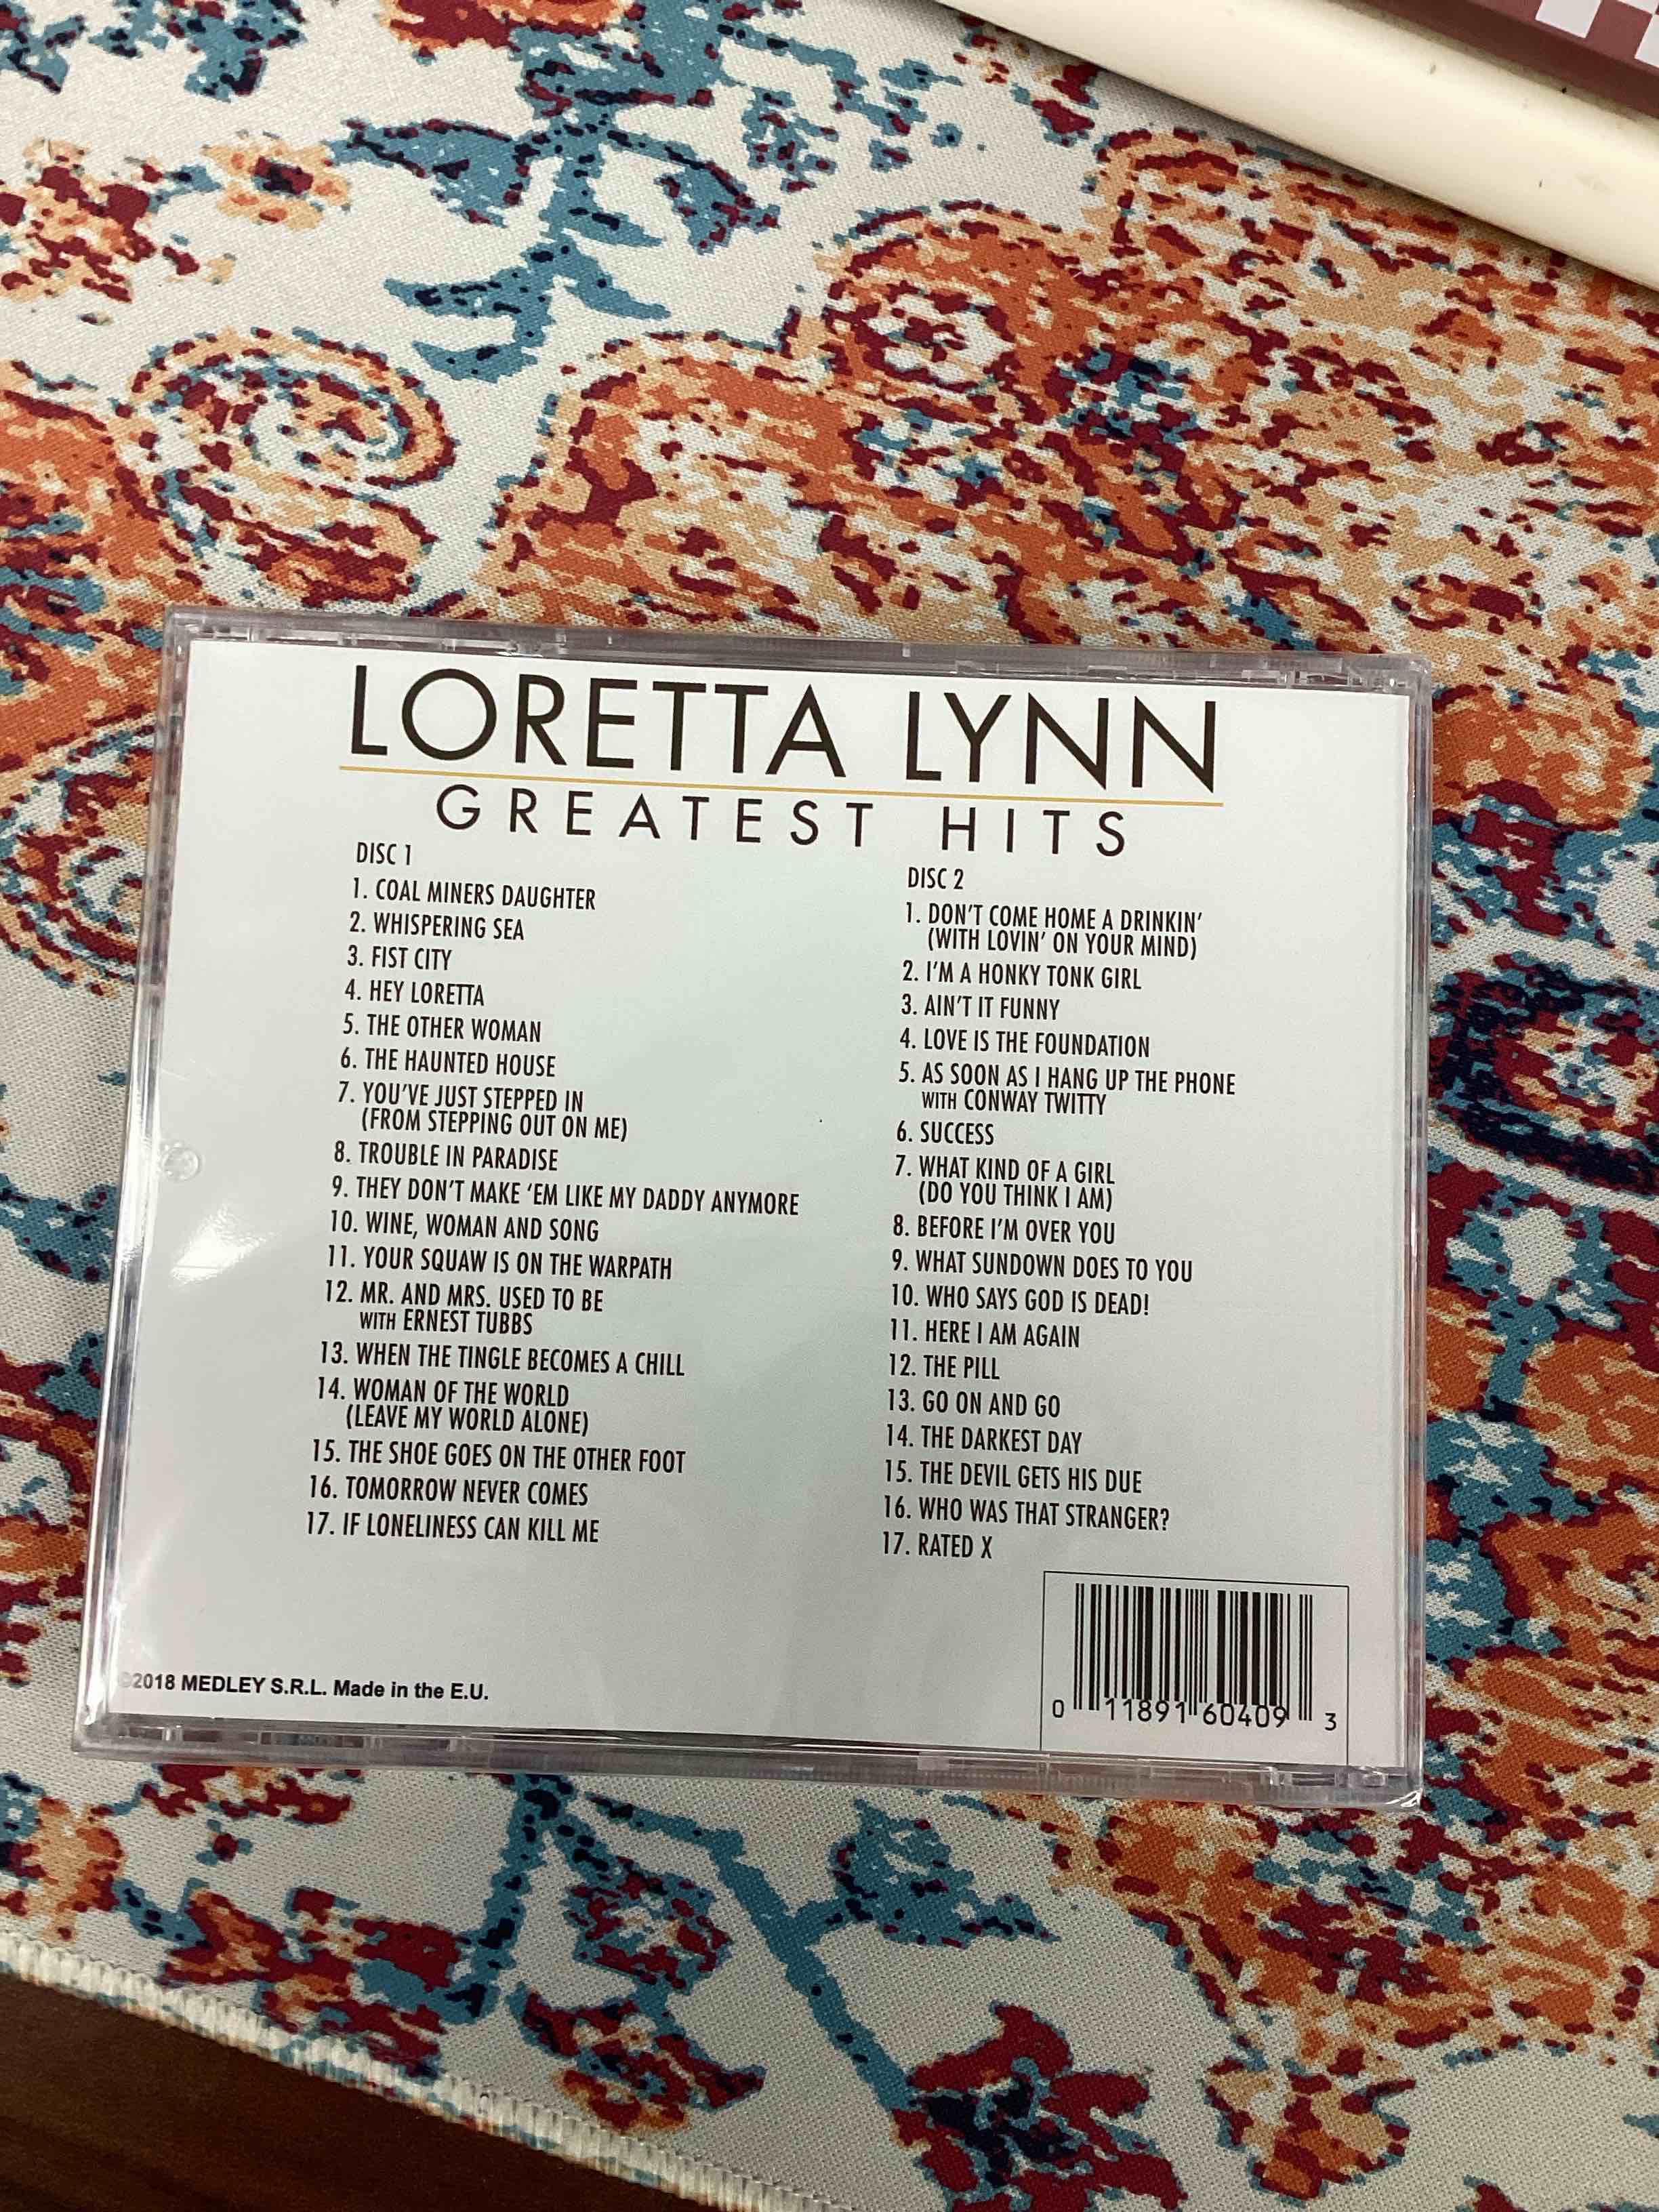 LORETTA LYNN
GREATEST HITS
DISC 1
1. COAL MINERS DAUGHTER
2. WHISPERING SEA
3. FIST CITY
4. HEY LORETTA
5. THE OTHER WOMAN
6. THE HAUNTED HOUSE
7. YOU'VE JUST STEPPED IN
(FROM STEPPING OUT ON ME)
8. TROUBLE IN PARADISE
9. THEY DON'T MAKE 'EM LIKE MY DADDY ANYMORE
10. WINE, WOMAN AND SONG
11. YOUR SQUAW IS ON THE WARPATH
12. MR. AND MRS. USED TO BE
WITH ERNEST TUBBS
13. WHEN THE TINGLE BECOMES A CHILL
14. WOMAN OF THE WORLD
(LEAVE MY WORLD ALONE)
15. THE SHOE GOES ON THE OTHER FOOT
16. TOMORROW NEVER COMES
17. IF LONELINESS CAN KILL ME
DISC 2
1. DON'T COME HOME A DRINKIN'
(WITH LOVIN' ON YOUR MIND)
2. I'M A HONKY TONK GIRL
3. AIN'T IT FUNNY
4. LOVE IS THE FOUNDATION
5. AS SOON AS I HANG UP THE PHONE
WITH CONWAY TWITTY
6. SUCCESS
7. WHAT KIND OF A GIRL
(DO YOU THINK I AM)
8. BEFORE I'M OVER YOU
9. WHAT SUNDOWN DOES TO YOU
10. WHO SAYS GOD IS DEAD!
11. HERE I AM AGAIN
12. THE PILL
13. GO ON AND GO
14. THE DARKEST DAY
15. THE DEVIL GETS HIS DUE
16. WHO WAS THAT STRANGER?
17. RATED X
©2018 MEDLEY S.R.L. Made in the E.U.
0 11891 60409 3